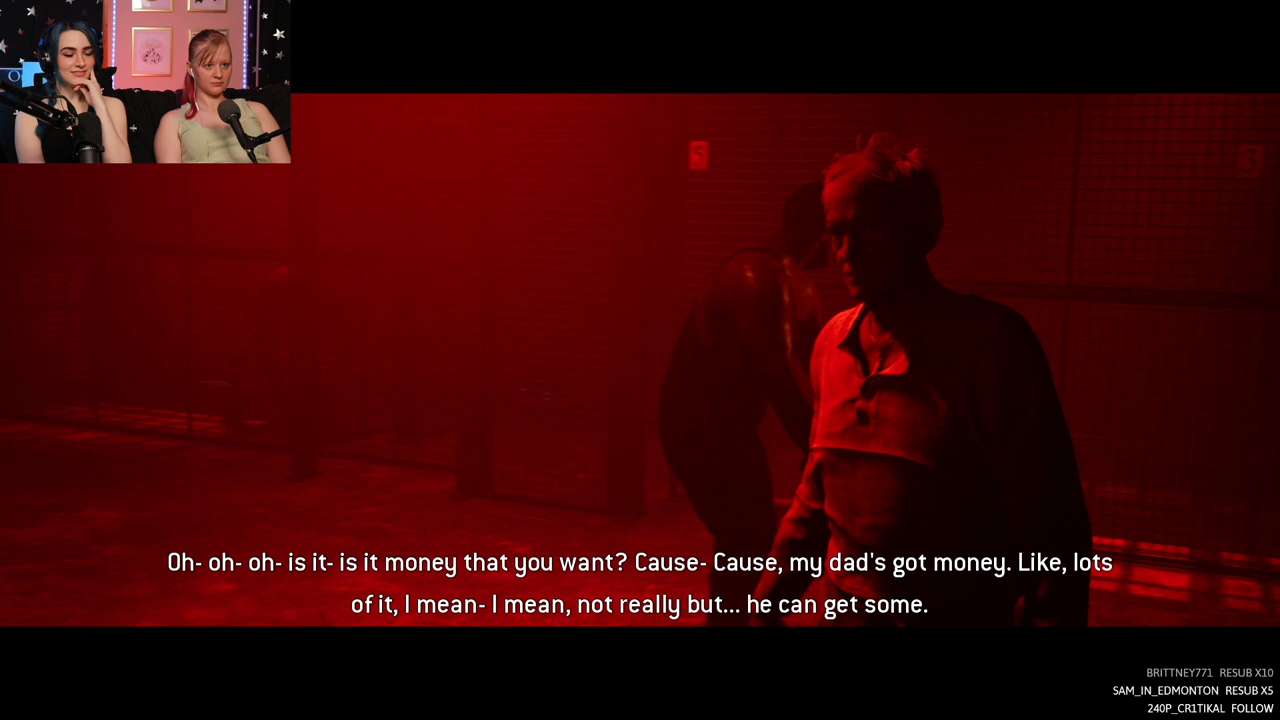 Oh- oh- oh- is it- is it money that you want? Cause- Cause, my dad's got money. Like, lots
of it, I mean- I mean, not really but... he can get some.
BRITTNEY771 RESUB X10
SAM_IN_EDMONTON RESUB X5
240P_CR1TIKAL FOLLOW